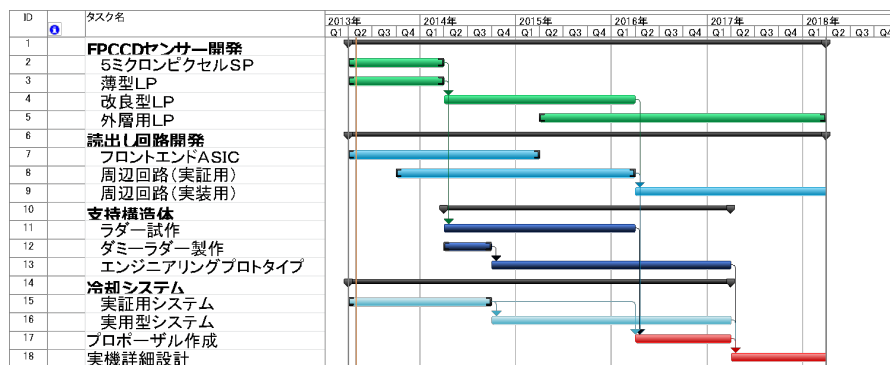 ID タスク名 2013年 2014年 2015年 2016年 2017年 2018年
Q1 Q2 Q3 Q4 Q1 Q2 Q3 Q4 Q1 Q2 Q3 Q4 Q1 Q2 Q3 Q4 Q1 Q2 Q3 Q4 Q1 Q2 Q3 Q4
1 FPCCDセンサー開発
2 5ミクロンピクセルSP
3 薄型LP
4 改良型LP
5 外層用LP
6 読出し回路開発
7 フロントエンドASIC
8 周辺回路(実証用)
9 周辺回路(実装用)
10 支持構造体
11 ラダー試作
12 ダミーラダー製作
13 エンジニアリングプロトタイプ
14 冷却システム
15 実証用システム
16 実用型システム
17 プロポーザル作成
18 実機詳細設計